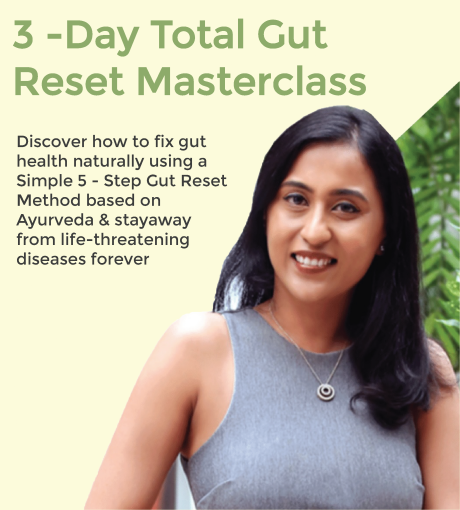 3 -Day Total Gut
Reset Masterclass
Discover how to fix gut
health naturally using a
Simple 5 - Step Gut Reset
Method based on
Ayurveda & stayaway
from life-threatening
diseases forever